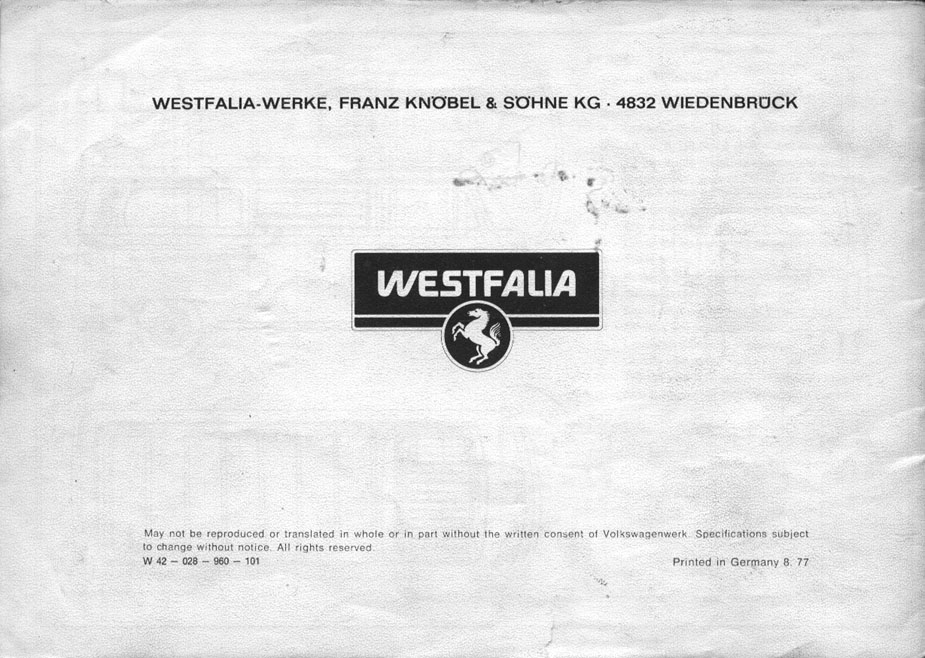 WESTFALIA-WERKE, FRANZ KNÖBEL & SÖHNE KG · 4832 WIEDENBRÜCK
WESTFALIA
May not be reproduced or translated in whole or in part without the written consent of Volkswagenwerk. Specifications subject
to change without notice. All rights reserved.
W 42 — 028 — 960 — 101 Printed in Germany 8. 77